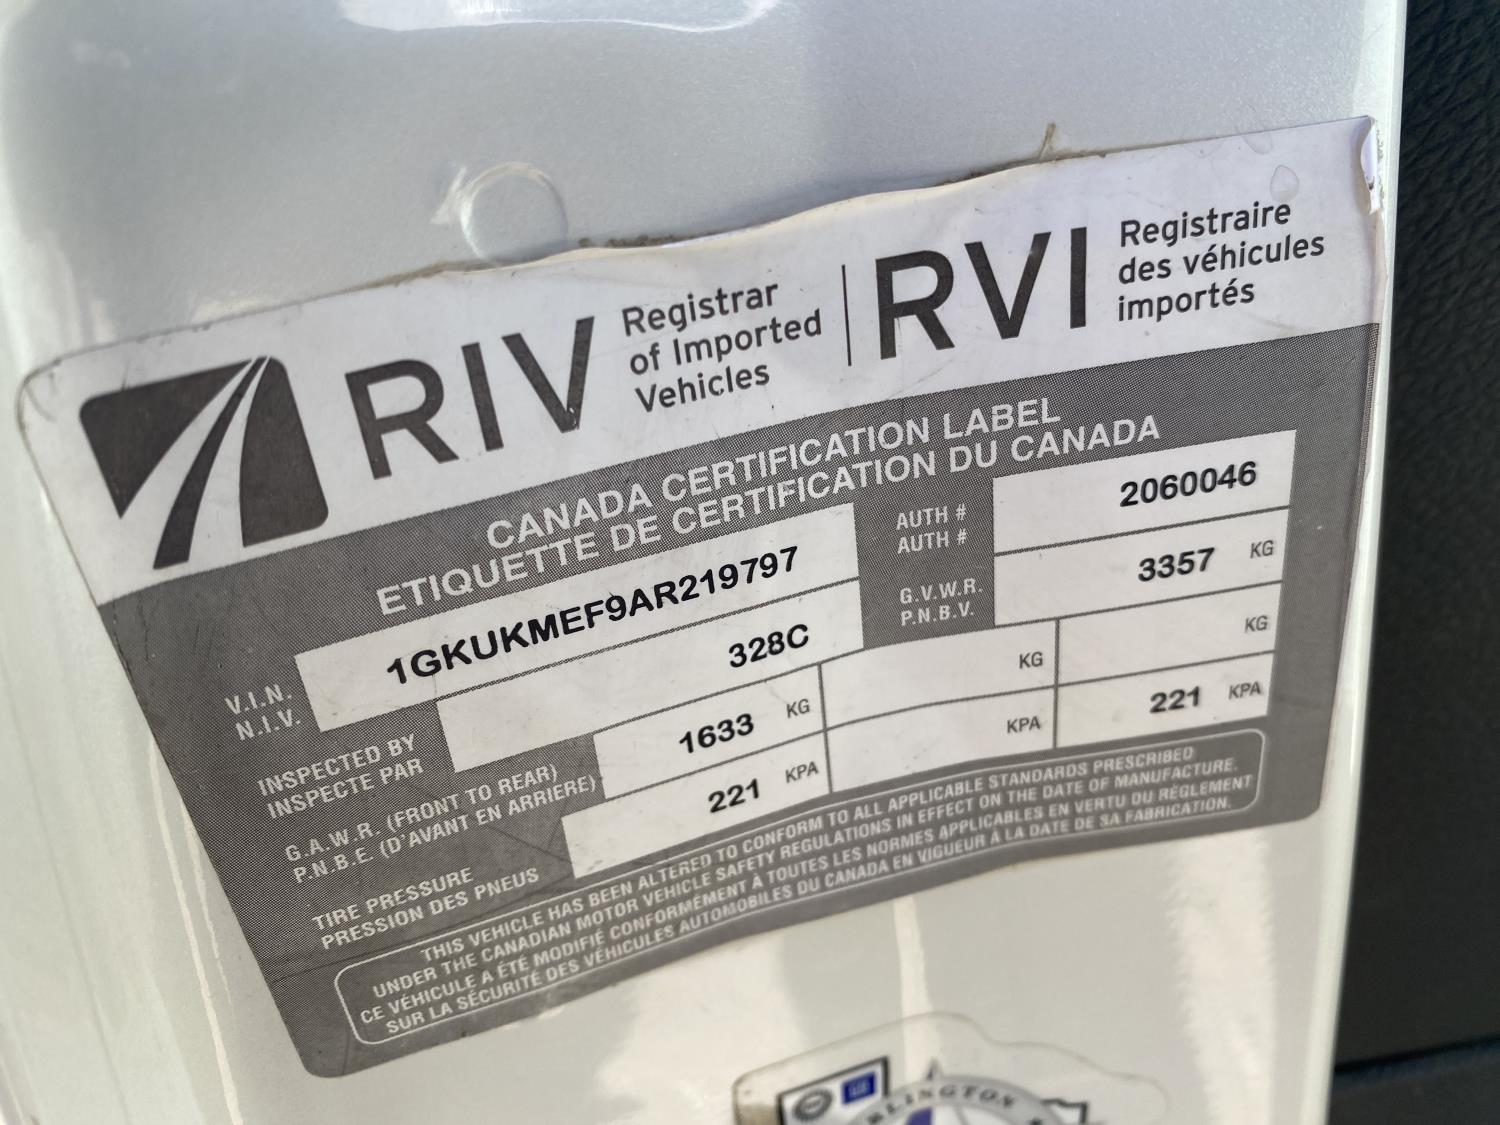 RIV
Registrar
of Imported
Vehicles
RVI
Registraire
des véhicules
importés
CANADA CERTIFICATION LABEL
ETIQUETTE DE CERTIFICATION DU CANADA
V.I.N.
N.I.V.
1GKUKMEF9AR219797
AUTH #
AUTH #
2060046
INSPECTED BY
INSPECTE PAR
328C
G.V.W.R.
P.N.B.V.
3357 KG
G.A.W.R. (FRONT TO REAR)
P.N.B.E. (D'AVANT EN ARRIERE)
1633 KG
KG
KG
TIRE PRESSURE
PRESSION DES PNEUS
221 KPA
KPA
221 KPA
THIS VEHICLE HAS BEEN ALTERED TO CONFORM TO ALL APPLICABLE STANDARDS PRESCRIBED
UNDER THE CANADIAN MOTOR VEHICLE SAFETY REGULATIONS IN EFFECT ON THE DATE OF MANUFACTURE.
CE VÉHICULE A ÉTÉ MODIFIÉ CONFORMÉMENT À TOUTES LES NORMES APPLICABLES EN VERTU DU RÈGLEMENT
SUR LA SÉCURITÉ DES VÉHICULES AUTOMOBILES DU CANADA EN VIGUEUR À LA DATE DE SA FABRICATION.